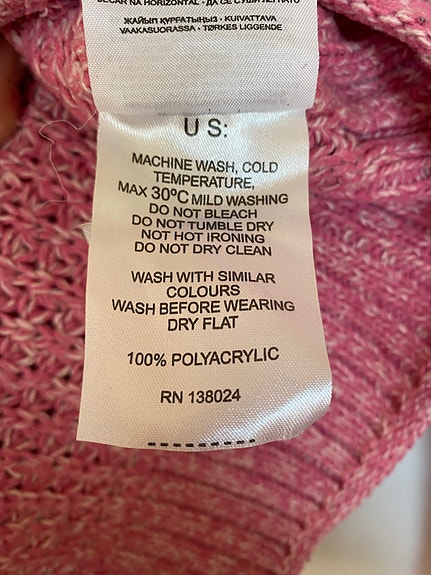 SECAR NA HORIZONTAL - ДА СЕ СУШИ ЛЕГНАТО
ЖАЙЫП ҚҰРҒАТЫҢЫЗ - KUIVATTAVA
VAAKASUORASSA - TØRKES LIGGENDE
US:
MACHINE WASH, COLD
TEMPERATURE,
MAX 30ºC MILD WASHING
DO NOT BLEACH
DO NOT TUMBLE DRY
NOT HOT IRONING
DO NOT DRY CLEAN
WASH WITH SIMILAR
COLOURS
WASH BEFORE WEARING
DRY FLAT
100% POLYACRYLIC
RN 138024